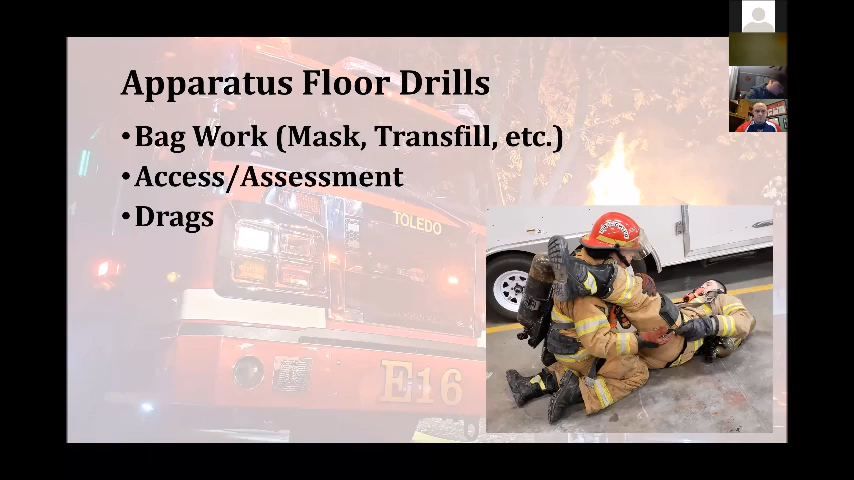 Apparatus Floor Drills
•Bag Work (Mask, Transfill, etc.)
•Access/Assessment
•Drags
TOLEDO
E16